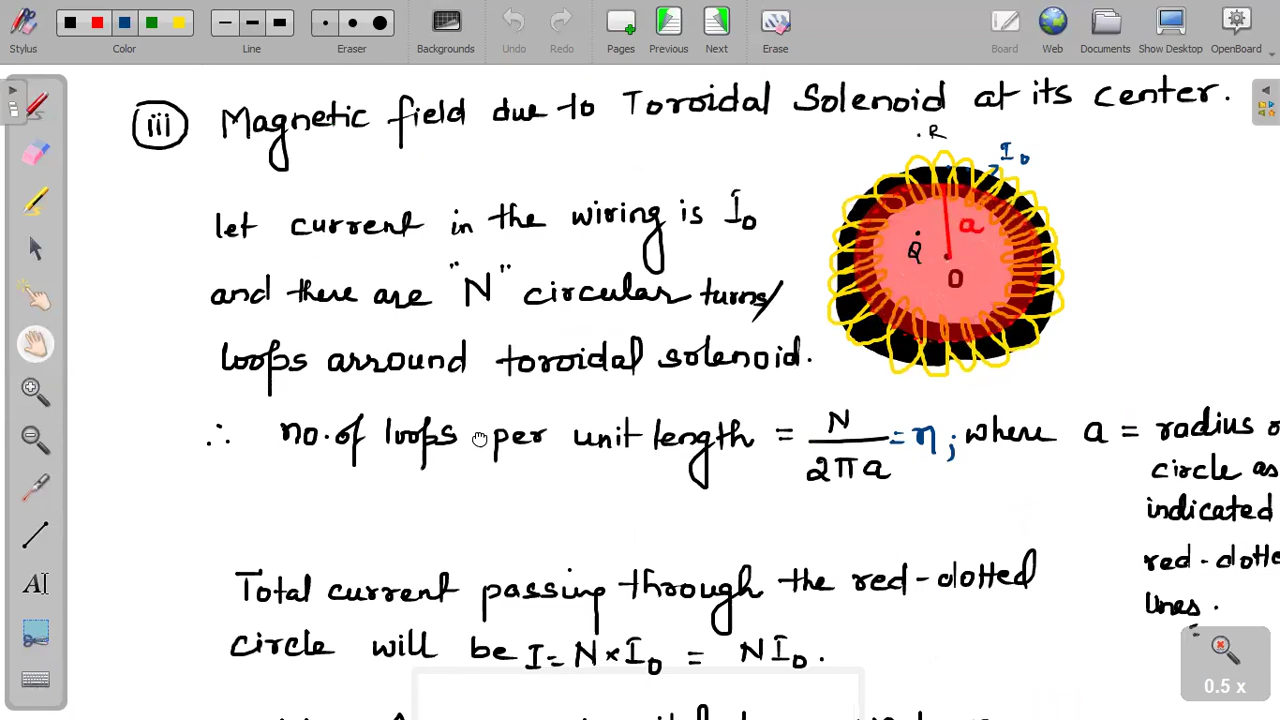 Stylus Color Line Eraser Backgrounds Undo Redo Pages Previous Next Erase Board Web Documents Show Desktop OpenBoard
iii Magnetic field due to Toroidal Solenoid at its center.
.R
I₀
let current in the wiring is I₀
a
Q
O
and there are "N" circular turns/
loops arround toroidal solenoid.
∴ no. of loops per unit length = N/2πa = n; where a = radius o
circle as
indicated
red-dotte
lines.
Total current passing through the red-dotted
circle will be I = N × I₀ = NI₀.
0.5 x